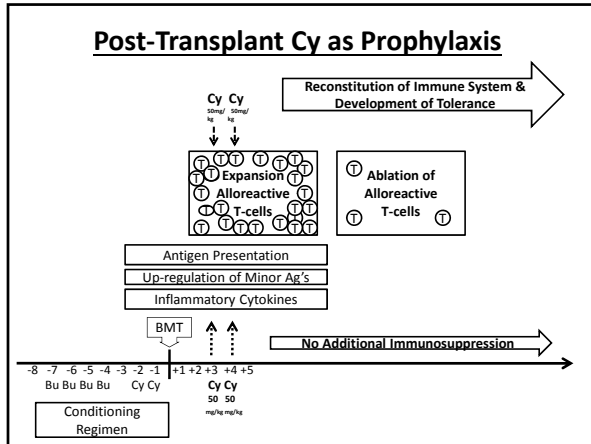 Post-Transplant Cy as Prophylaxis
Reconstitution of Immune System &
Development of Tolerance
Cy Cy
50mg/ 50mg/
kg kg
T T T T T T
T T Expansion T
T Alloreactive T
T T T-cells T T
T T T T T T T
T Ablation of
Alloreactive
T T-cells T
Antigen Presentation
Up-regulation of Minor Ag's
Inflammatory Cytokines
BMT
No Additional Immunosuppression
-8 -7 -6 -5 -4 -3 -2 -1 +1 +2 +3 +4 +5
Bu Bu Bu Bu Cy Cy Cy Cy
50 50
mg/kg mg/kg
Conditioning
Regimen